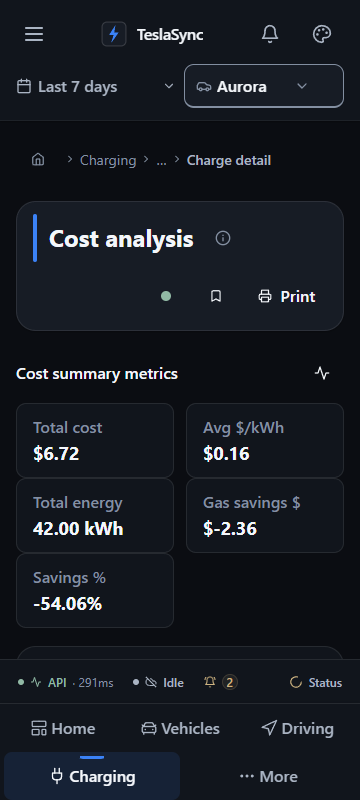 TeslaSync
Last 7 days
Aurora
Charging
...
Charge detail
Cost analysis
Print
Cost summary metrics
Total cost
$6.72
Avg $/kWh
$0.16
Total energy
42.00 kWh
Gas savings $
$-2.36
Savings %
-54.06%
API · 291ms
Idle
2
Status
Home
Vehicles
Driving
Charging
More